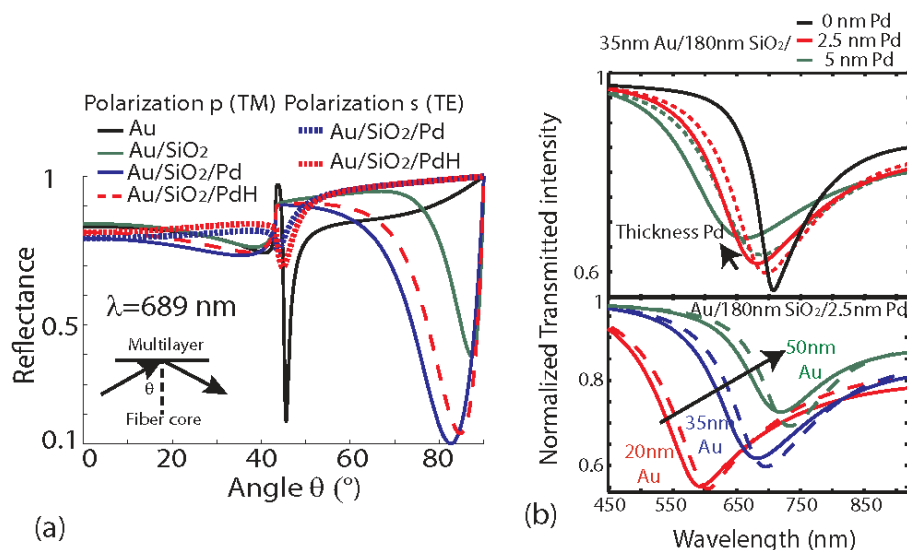 Polarization p (TM)
Au
Au/SiO₂
Au/SiO₂/Pd
Au/SiO₂/PdH
Polarization s (TE)
Au/SiO₂/Pd
Au/SiO₂/PdH
Reflectance
1
0.5
0.1
λ=689 nm
Multilayer
θ
Fiber core
0
20
40
60
80
Angle θ (°)
(a)
0 nm Pd
35nm Au/180nm SiO₂/
2.5 nm Pd
5 nm Pd
Normalized Transmitted intensity
1
0.6
Thickness Pd
1
0.8
0.6
Au/180nm SiO₂/2.5nm Pd
50nm
Au
35nm
Au
20nm
Au
450
550
650
750
850
Wavelength (nm)
(b)